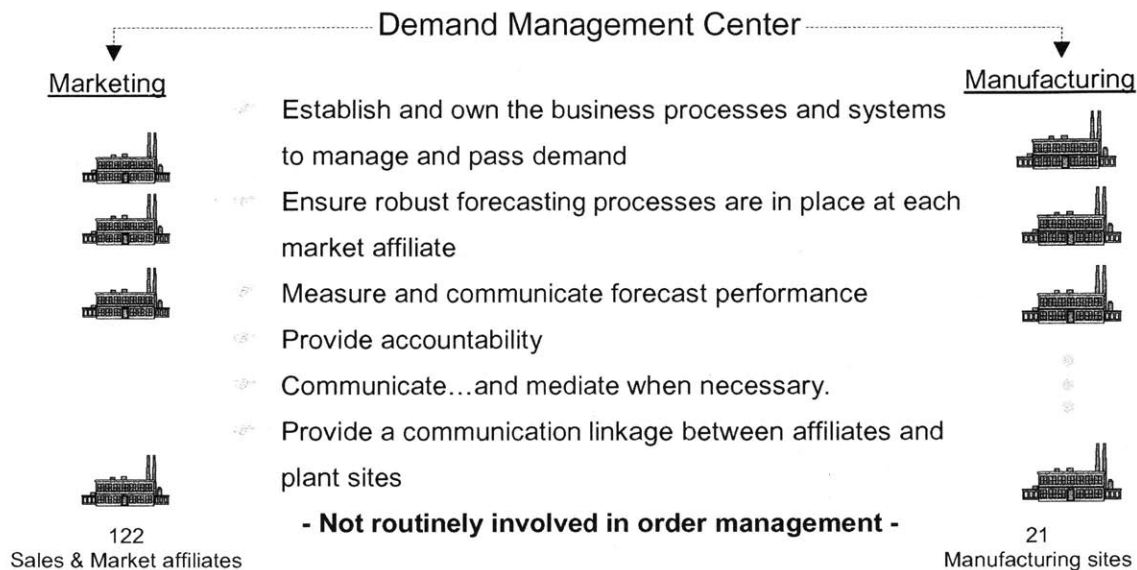 Demand Management Center
Marketing
Manufacturing
Establish and own the business processes and systems
to manage and pass demand
Ensure robust forecasting processes are in place at each
market affiliate
Measure and communicate forecast performance
Provide accountability
Communicate…and mediate when necessary.
Provide a communication linkage between affiliates and
plant sites
- Not routinely involved in order management -
122
Sales & Market affiliates
21
Manufacturing sites